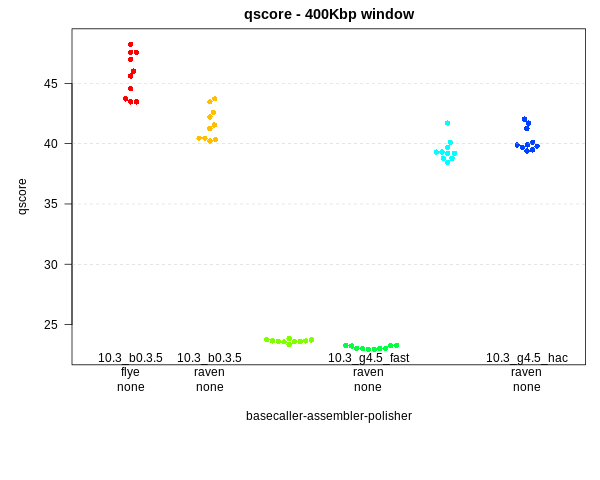 qscore - 400Kbp window
qscore
45
40
35
30
25
10.3_b0.3.5
flye
none
10.3_b0.3.5
raven
none
10.3_g4.5_fast
raven
none
10.3_g4.5_hac
raven
none
basecaller-assembler-polisher